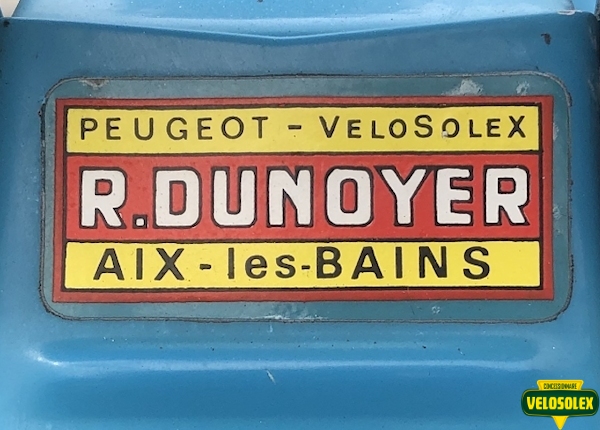 PEUGEOT - VELOSOLEX
R.DUNOYER
AIX-les-BAINS
CONCESSIONNAIRE
VELOSOLEX